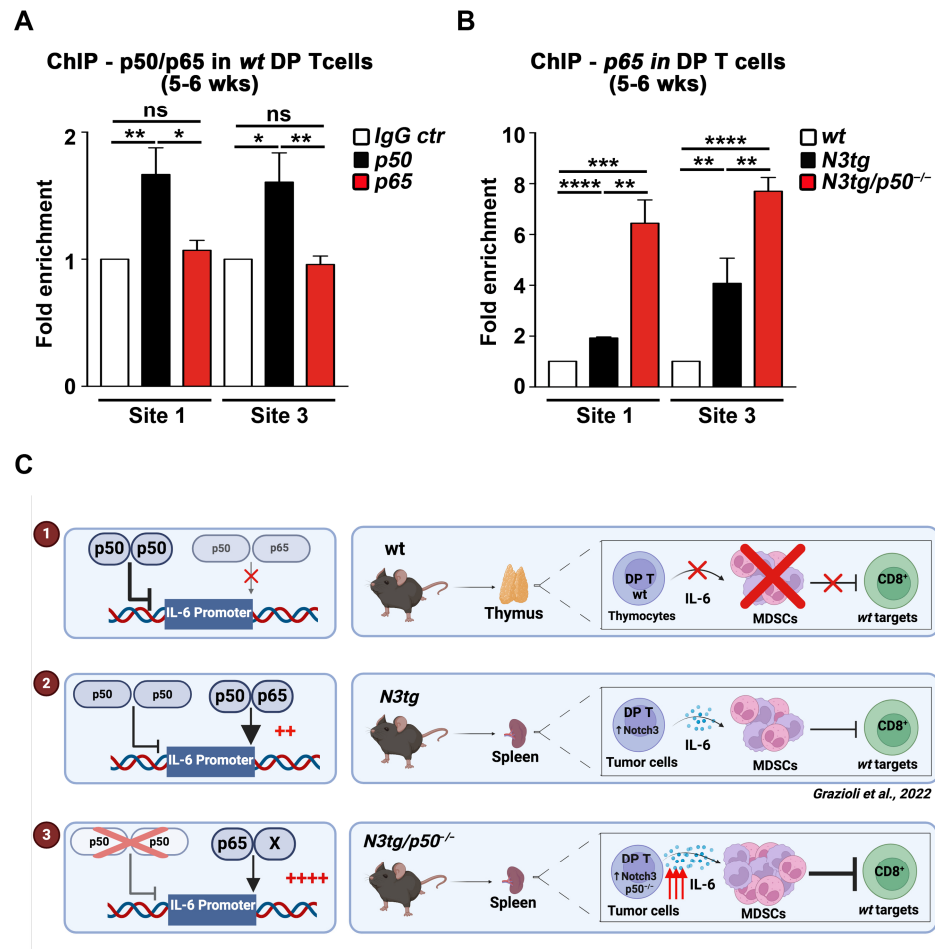 A
ChIP - p50/p65 in wt DP Tcells
(5-6 wks)
Fold enrichment
2
1
0
ns
** *
ns
* **
IgG ctr
p50
p65
Site 1 Site 3
B
ChIP - p65 in DP T cells
(5-6 wks)
Fold enrichment
10
8
6
4
2
0
***
**** **
****
** **
wt
N3tg
N3tg/p50⁻/⁻
Site 1 Site 3
C
1
p50 p50
p50 p65
IL-6 Promoter
wt
Thymus
DP T
wt
Thymocytes
IL-6
MDSCs
CD8⁺
wt targets
2
p50 p50
p50 p65
++
IL-6 Promoter
N3tg
Spleen
DP T
↑Notch3
Tumor cells
IL-6
MDSCs
CD8⁺
wt targets
Grazioli et al., 2022
3
p50 p50
p65 X
++++
IL-6 Promoter
N3tg/p50⁻/⁻
Spleen
DP T
↑Notch3
p50⁻/⁻
Tumor cells
IL-6
MDSCs
CD8⁺
wt targets